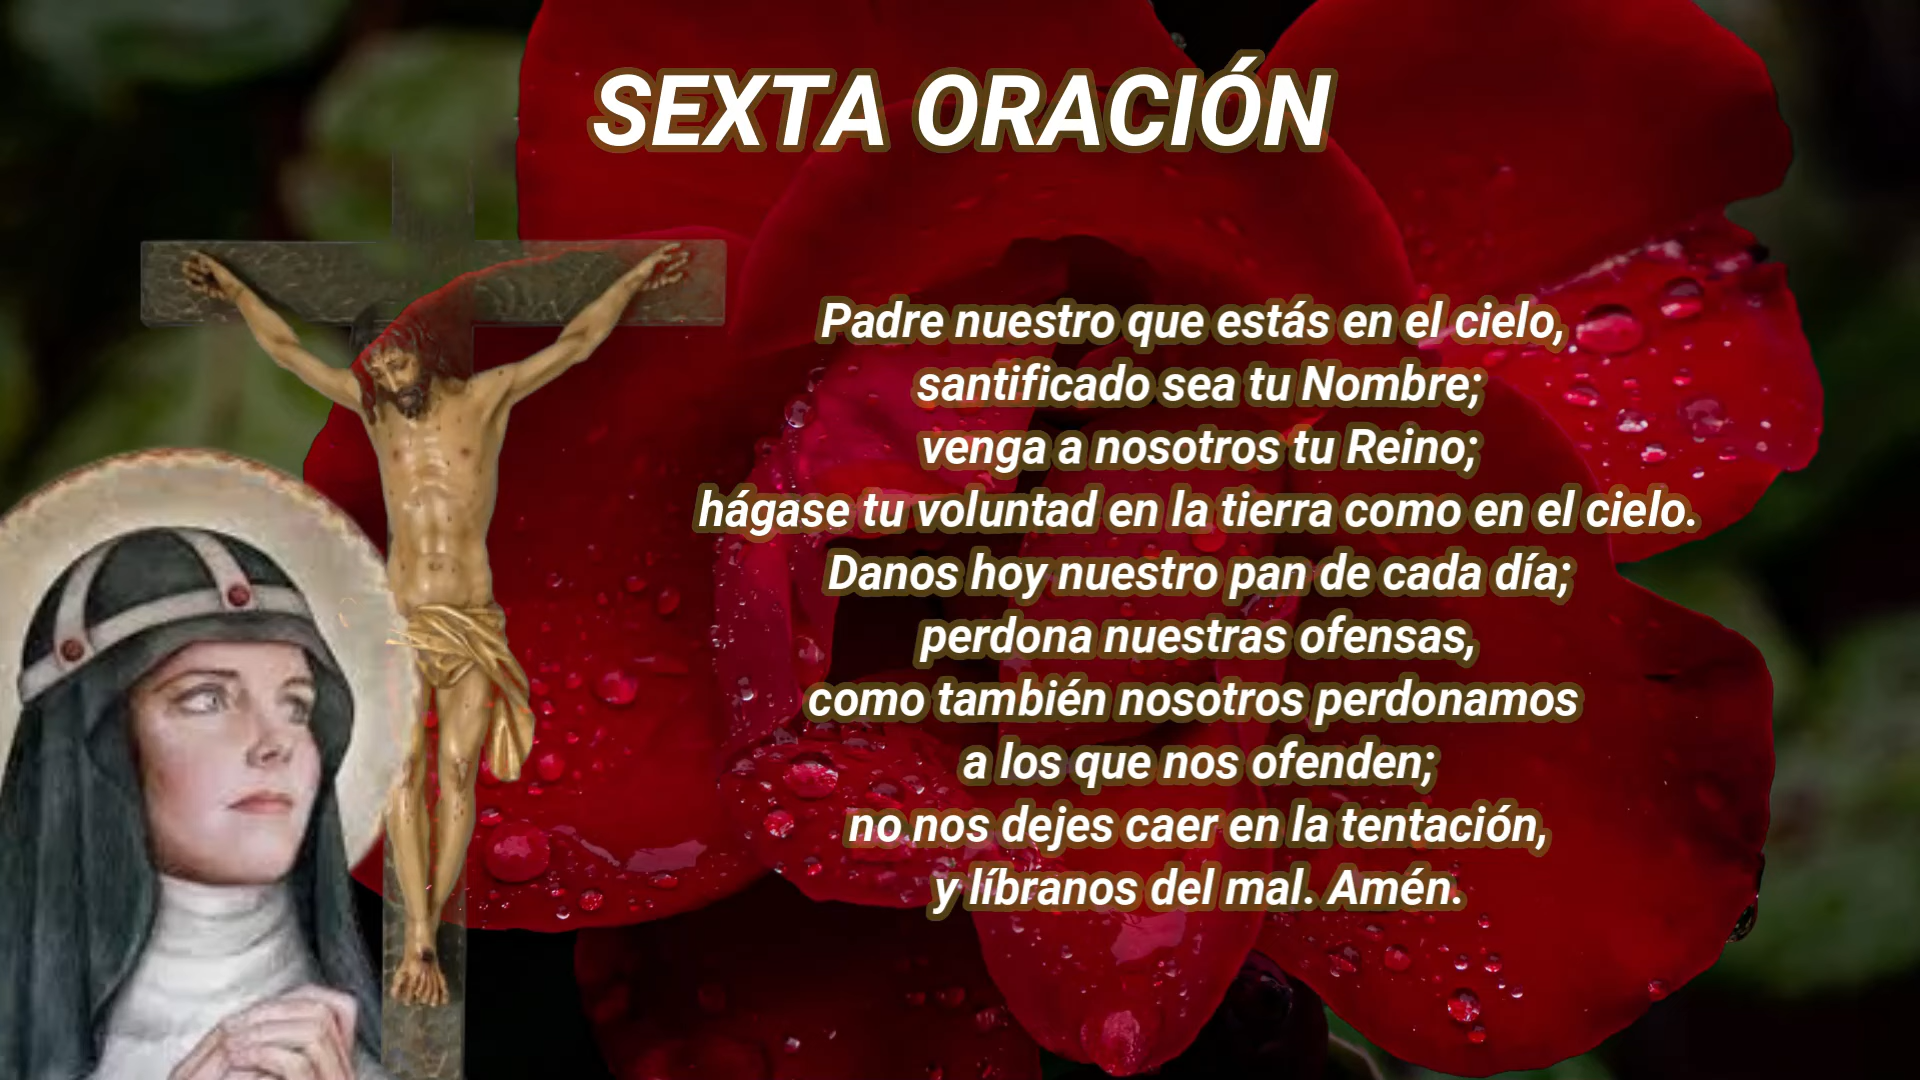 SEXTA ORACIÓN
Padre nuestro que estás en el cielo,
santificado sea tu Nombre;
venga a nosotros tu Reino;
hágase tu voluntad en la tierra como en el cielo.
Danos hoy nuestro pan de cada día;
perdona nuestras ofensas,
como también nosotros perdonamos
a los que nos ofenden;
no nos dejes caer en la tentación,
y líbranos del mal. Amén.